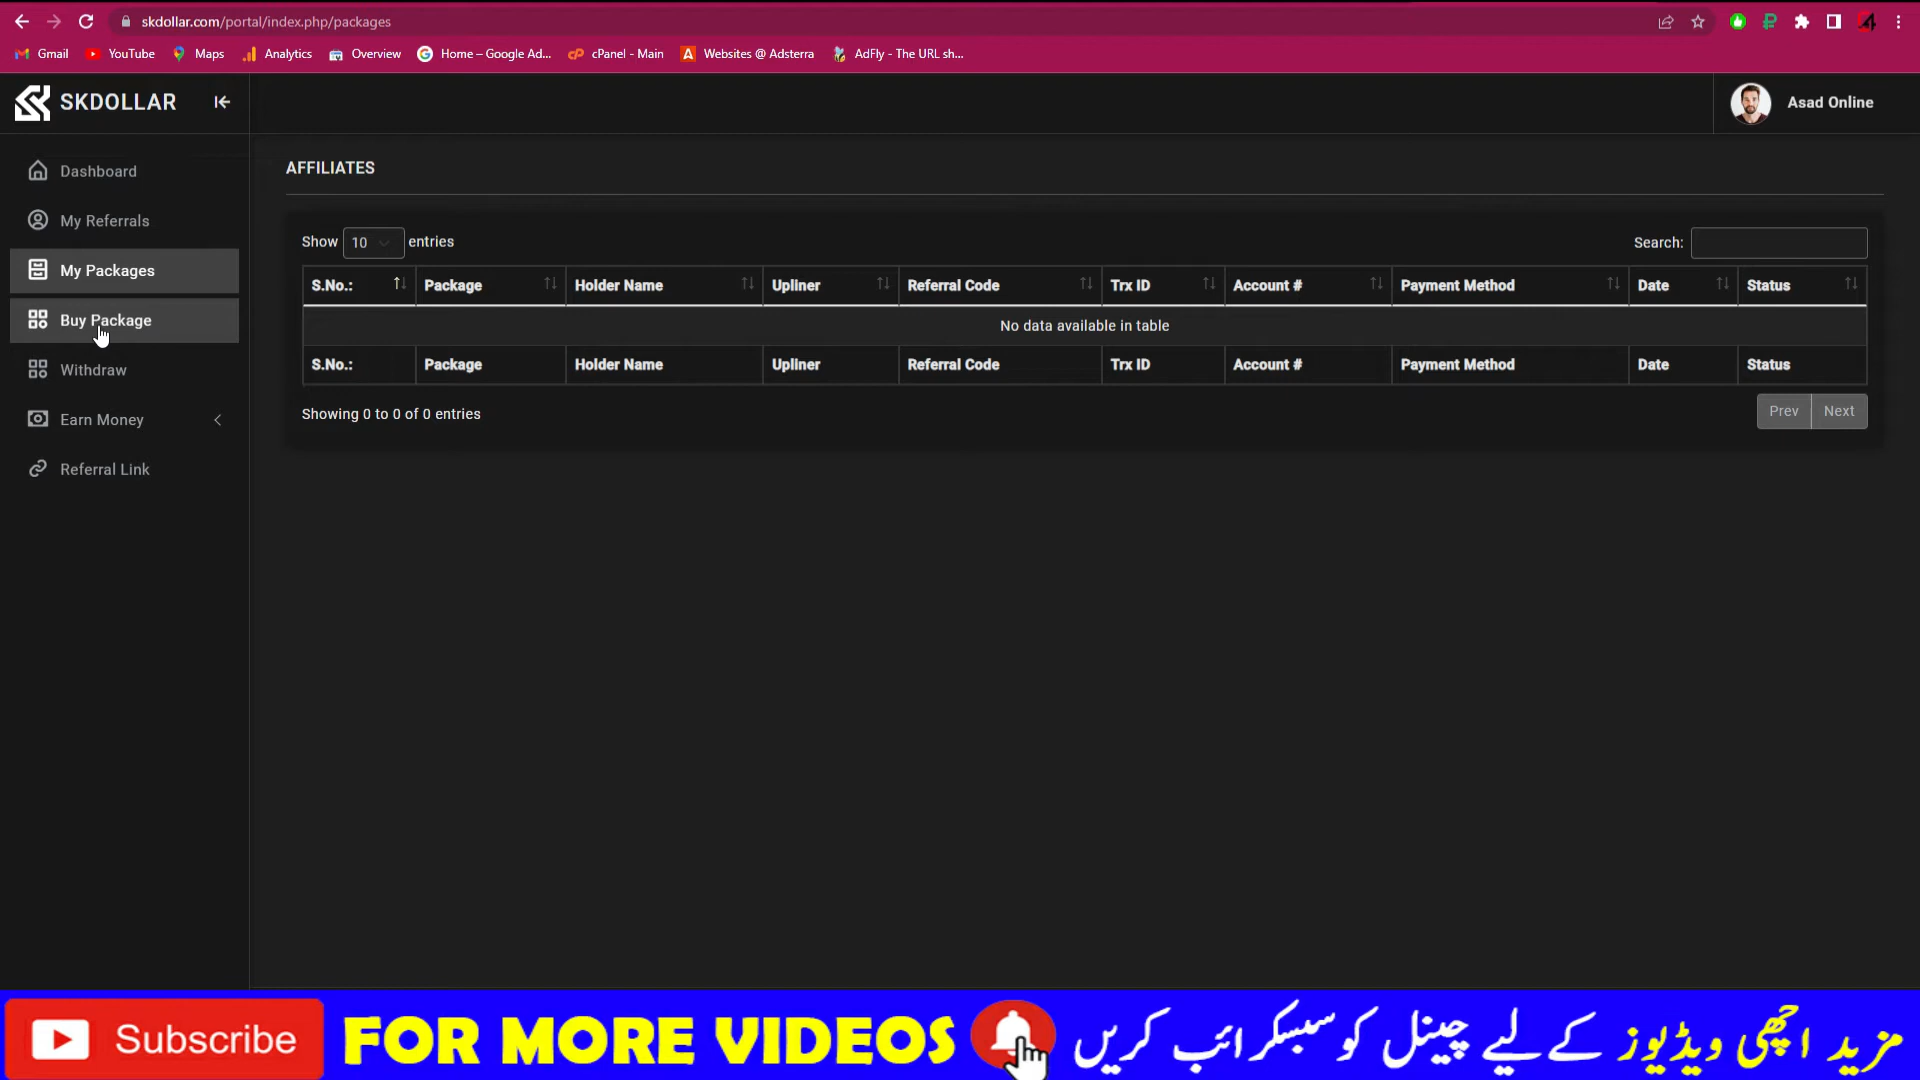 skdollar.com/portal/index.php/packages
Gmail YouTube Maps Analytics Overview Home – Google Ad... cPanel - Main Websites @ Adsterra AdFly - The URL sh...
SKDOLLAR
Asad Online
Dashboard
My Referrals
My Packages
Buy Package
Withdraw
Earn Money
Referral Link
AFFILIATES
Show 10 entries
Search:
S.No.: Package Holder Name Upliner Referral Code Trx ID Account # Payment Method Date Status
No data available in table
S.No.: Package Holder Name Upliner Referral Code Trx ID Account # Payment Method Date Status
Showing 0 to 0 of 0 entries
Prev Next
Subscribe FOR MORE VIDEOS مزید اچھی ویڈیوز کے لیے چینل کو سبسکرائب کریں